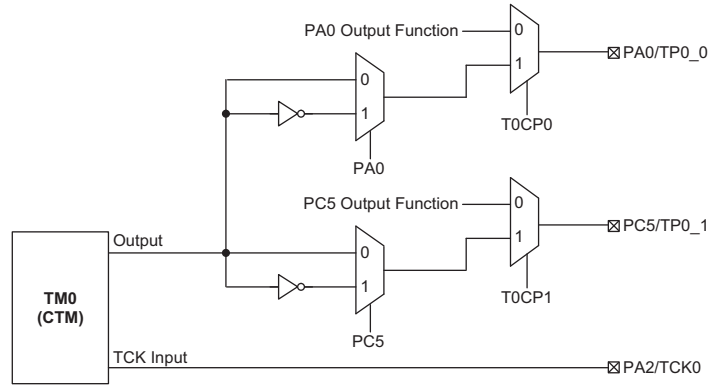 PA0 Output Function
0
1
PA0/TP0_0
T0CP0
0
1
PA0
PC5 Output Function
0
1
PC5/TP0_1
T0CP1
Output
0
1
PC5
TM0
(CTM)
TCK Input
PA2/TCK0